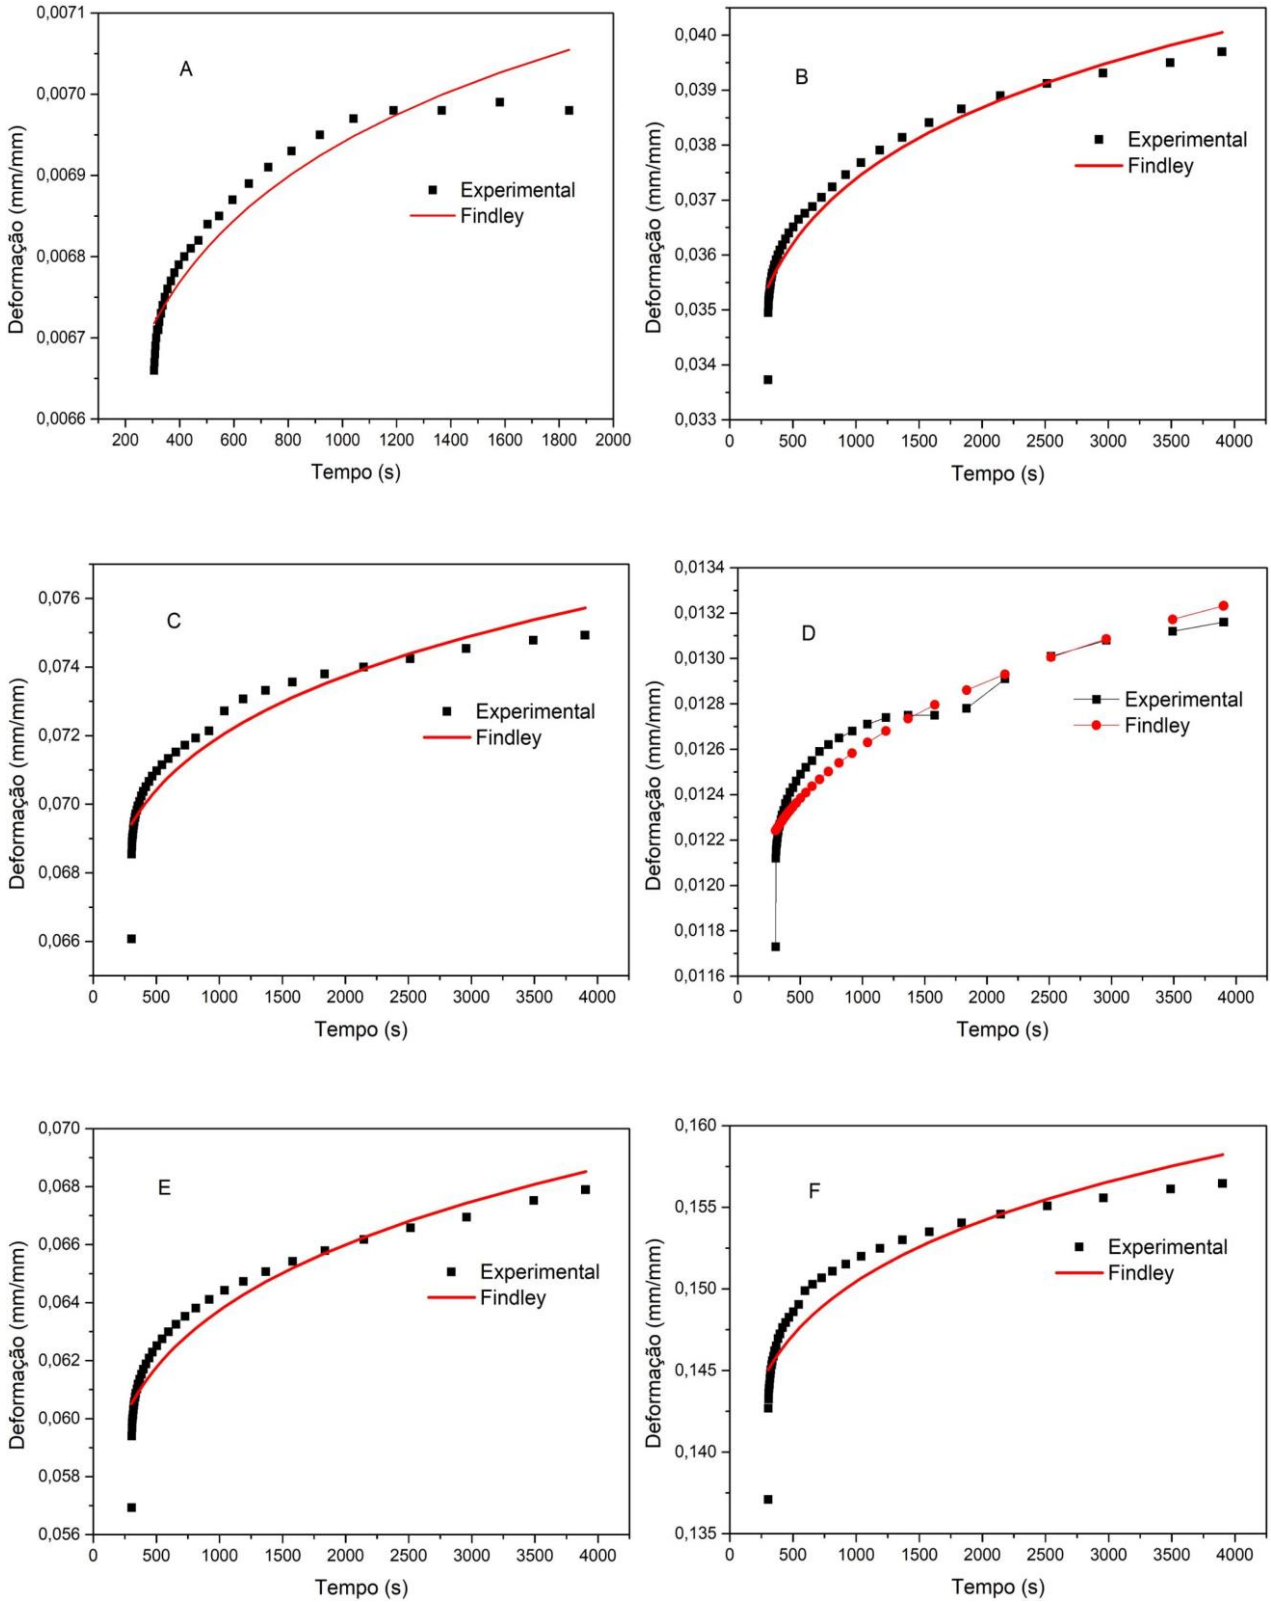 A
Deformação (mm/mm)
0,0071
0,0070
0,0069
0,0068
0,0067
0,0066
Experimental
Findley
200 400 600 800 1000 1200 1400 1600 1800 2000
Tempo (s)
B
Deformação (mm/mm)
0,040
0,039
0,038
0,037
0,036
0,035
0,034
0,033
Experimental
Findley
0 500 1000 1500 2000 2500 3000 3500 4000
Tempo (s)
C
Deformação (mm/mm)
0,076
0,074
0,072
0,070
0,068
0,066
Experimental
Findley
0 500 1000 1500 2000 2500 3000 3500 4000
Tempo (s)
D
Deformação (mm/mm)
0,0134
0,0132
0,0130
0,0128
0,0126
0,0124
0,0122
0,0120
0,0118
0,0116
Experimental
Findley
0 500 1000 1500 2000 2500 3000 3500 4000
Tempo (s)
E
Deformação (mm/mm)
0,070
0,068
0,066
0,064
0,062
0,060
0,058
0,056
Experimental
Findley
0 500 1000 1500 2000 2500 3000 3500 4000
Tempo (s)
F
Deformação (mm/mm)
0,160
0,155
0,150
0,145
0,140
0,135
Experimental
Findley
0 500 1000 1500 2000 2500 3000 3500 4000
Tempo (s)